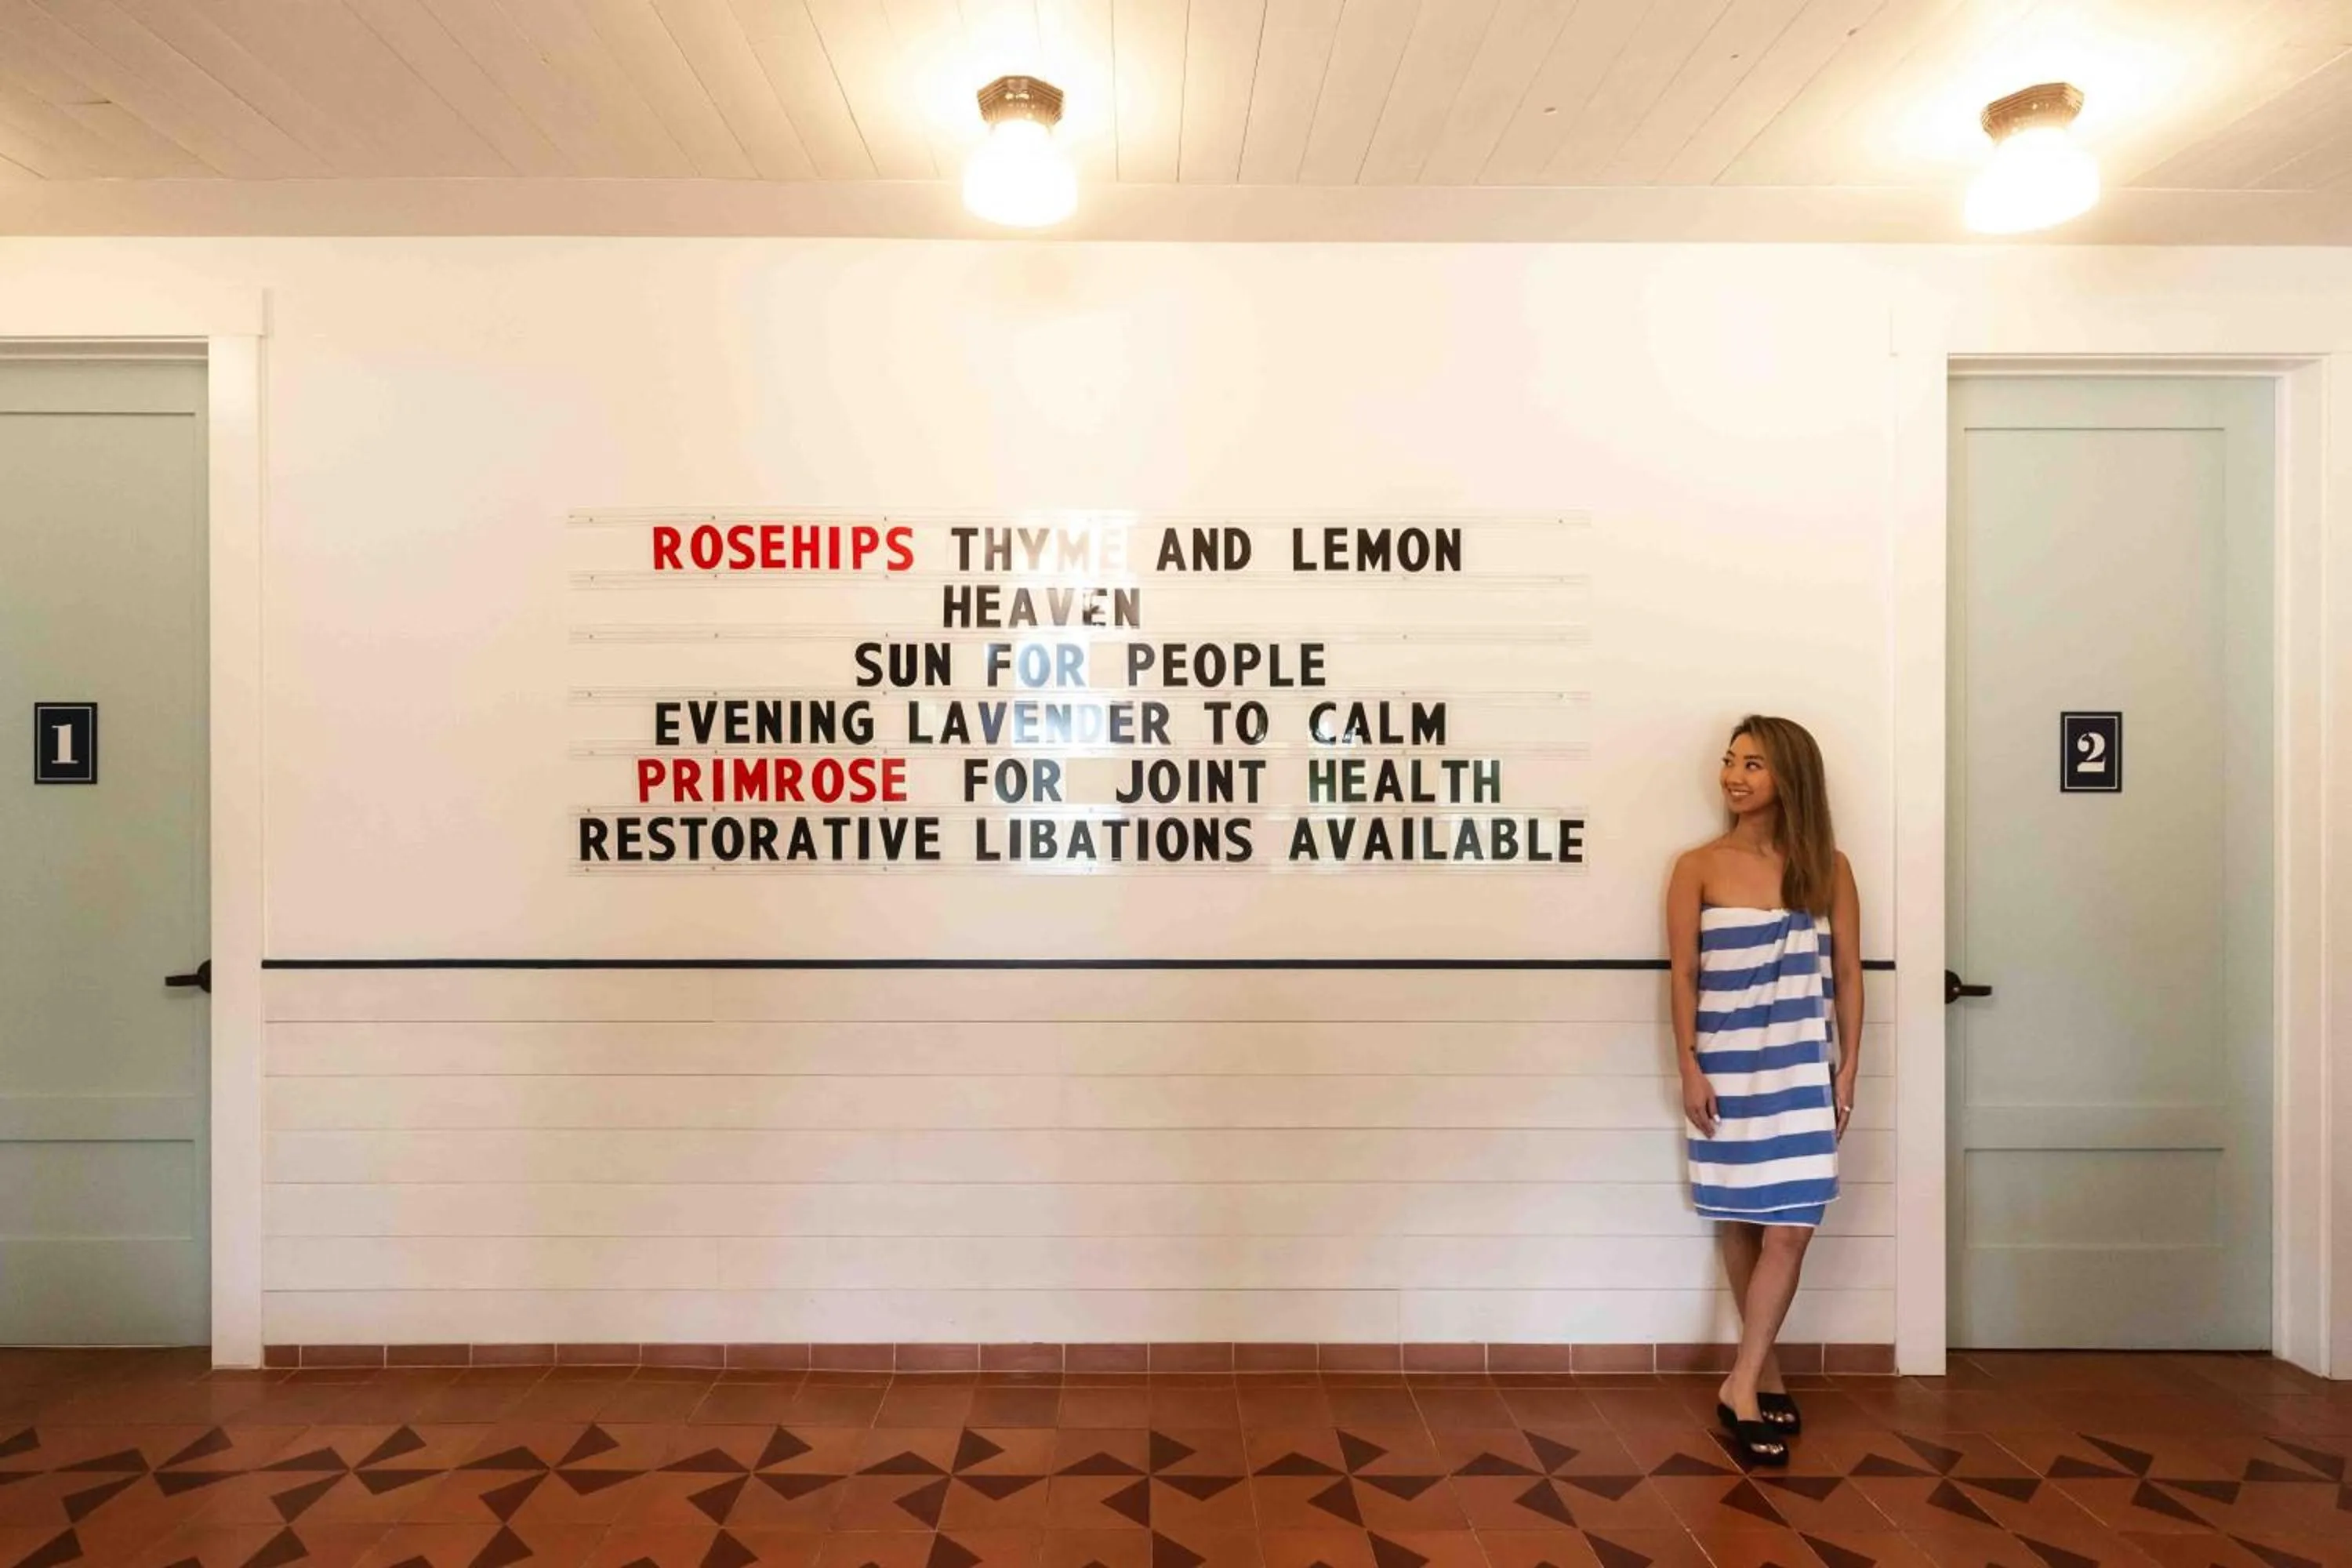 ROSEHIPS THYME AND LEMON
HEAVEN
SUN FOR PEOPLE
EVENING LAVENDER TO CALM
PRIMROSE FOR JOINT HEALTH
RESTORATIVE LIBATIONS AVAILABLE
1
2